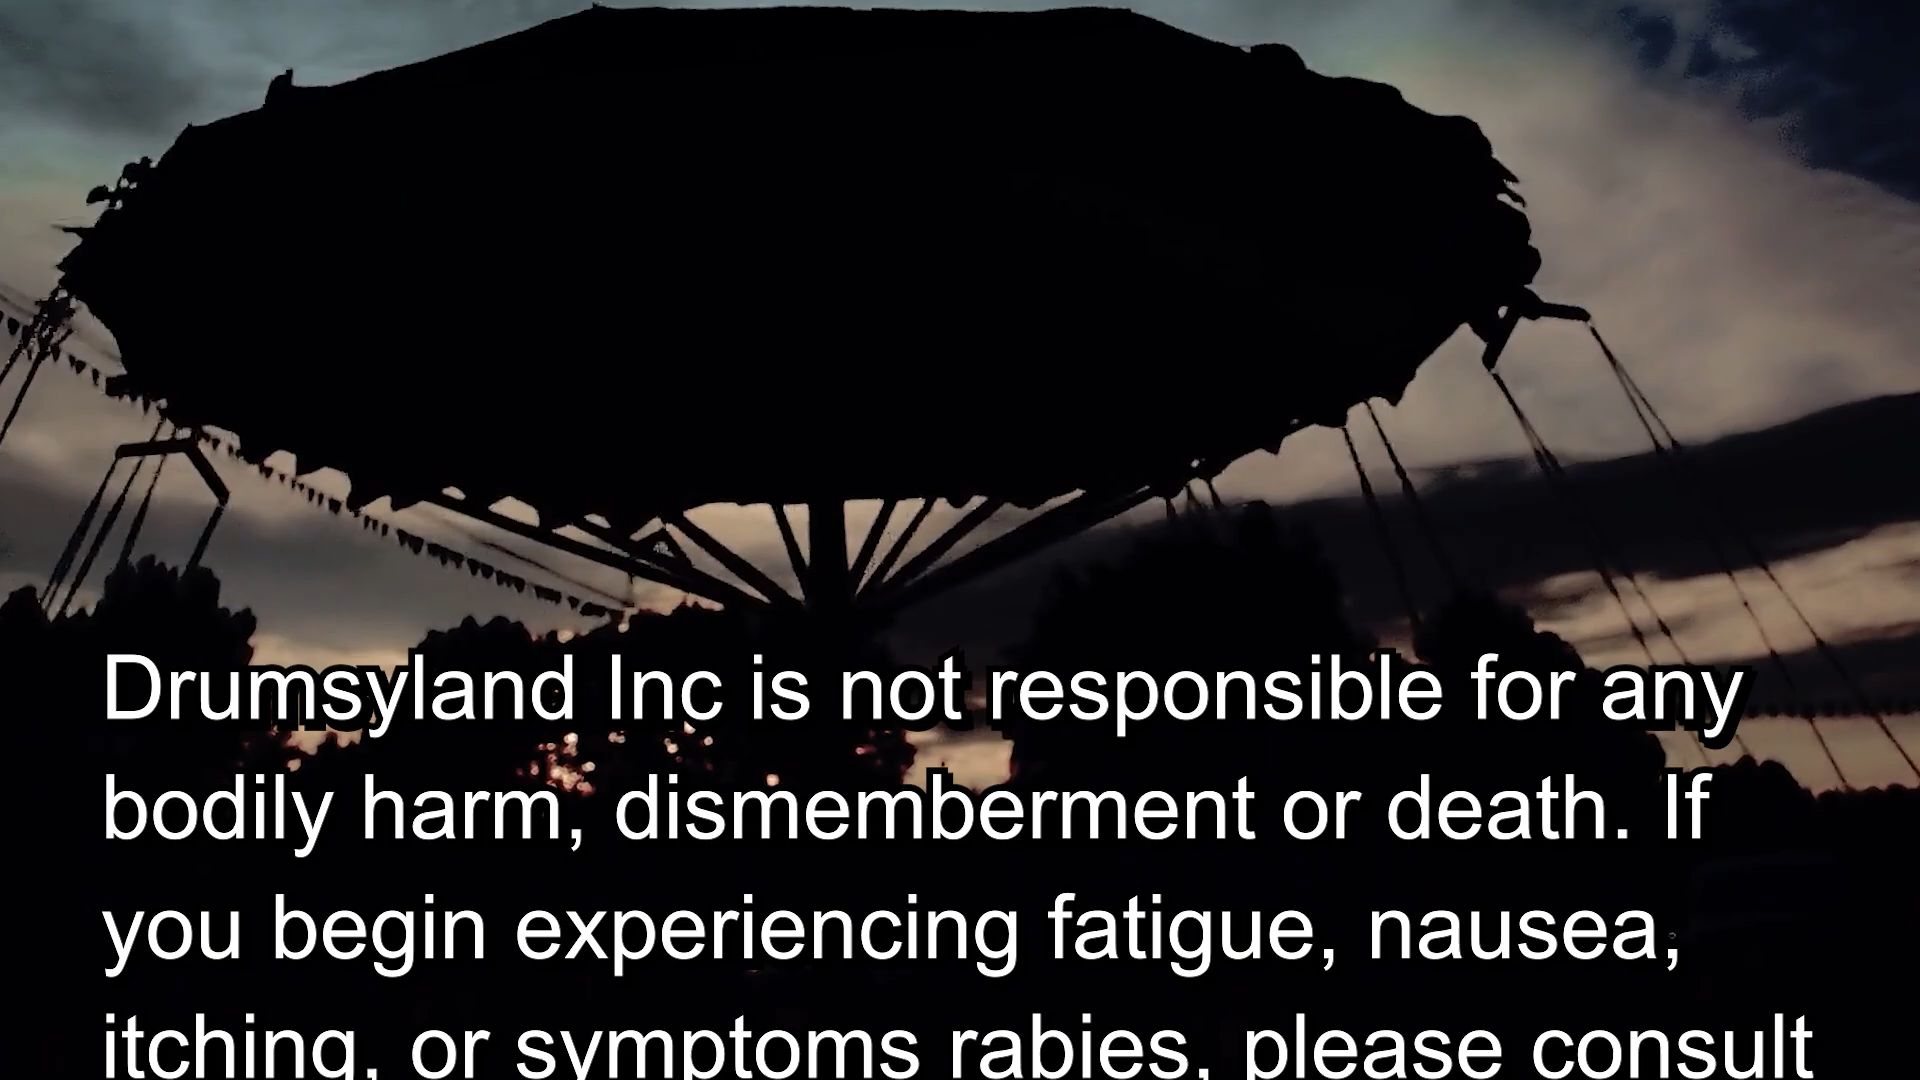 Drumsyland Inc is not responsible for any
bodily harm, dismemberment or death. If
you begin experiencing fatigue, nausea,
itching, or symptoms rabies, please consult